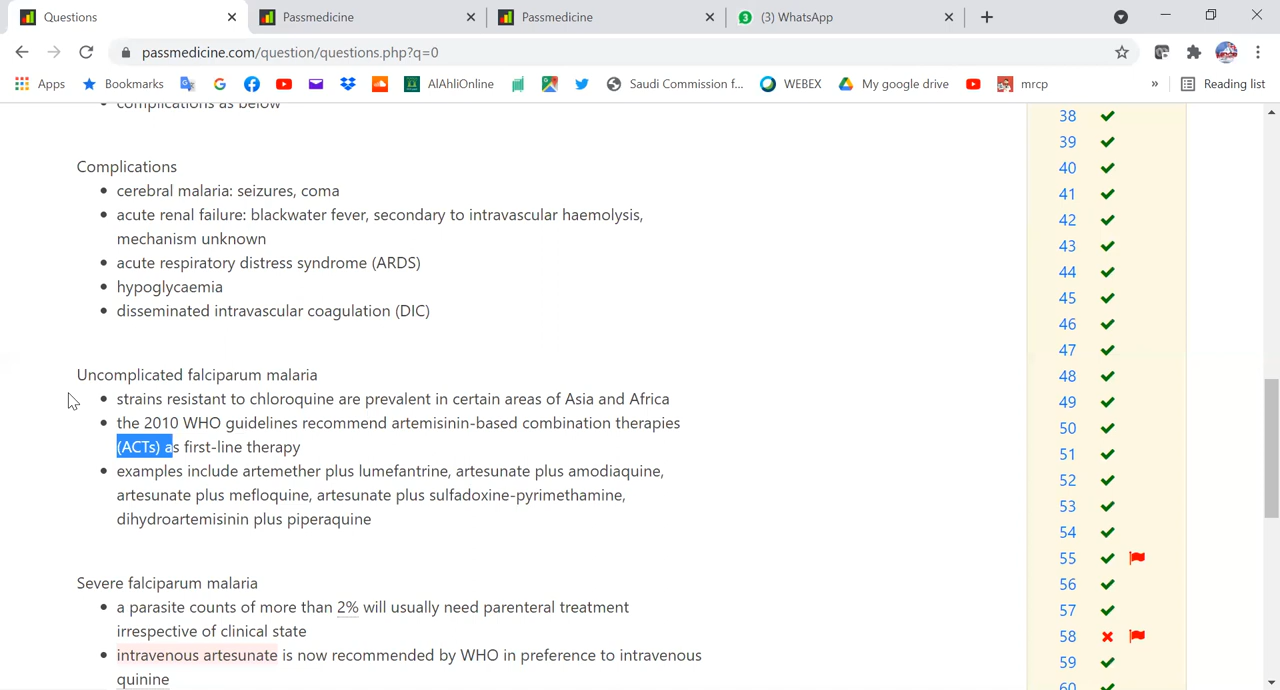 Questions
Passmedicine
Passmedicine
(3) WhatsApp
passmedicine.com/question/questions.php?q=0
Apps
Bookmarks
AlAhliOnline
Saudi Commission f...
WEBEX
My google drive
mrcp
»
Reading list
complications as below
Complications
• cerebral malaria: seizures, coma
• acute renal failure: blackwater fever, secondary to intravascular haemolysis,
mechanism unknown
• acute respiratory distress syndrome (ARDS)
• hypoglycaemia
• disseminated intravascular coagulation (DIC)
Uncomplicated falciparum malaria
• strains resistant to chloroquine are prevalent in certain areas of Asia and Africa
• the 2010 WHO guidelines recommend artemisinin-based combination therapies
(ACTs) as first-line therapy
• examples include artemether plus lumefantrine, artesunate plus amodiaquine,
artesunate plus mefloquine, artesunate plus sulfadoxine-pyrimethamine,
dihydroartemisinin plus piperaquine
Severe falciparum malaria
• a parasite counts of more than 2% will usually need parenteral treatment
irrespective of clinical state
• intravenous artesunate is now recommended by WHO in preference to intravenous
quinine
38
39
40
41
42
43
44
45
46
47
48
49
50
51
52
53
54
55
56
57
58
59
60